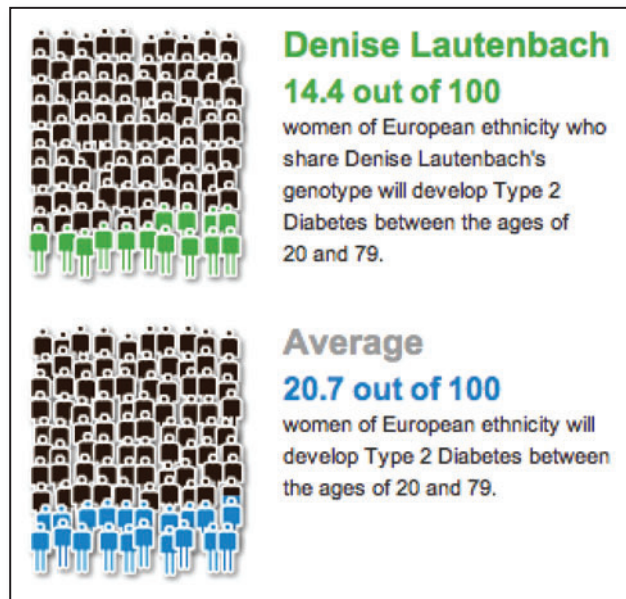 Denise Lautenbach
14.4 out of 100
women of European ethnicity who
share Denise Lautenbach's
genotype will develop Type 2
Diabetes between the ages of
20 and 79.
Average
20.7 out of 100
women of European ethnicity will
develop Type 2 Diabetes between
the ages of 20 and 79.